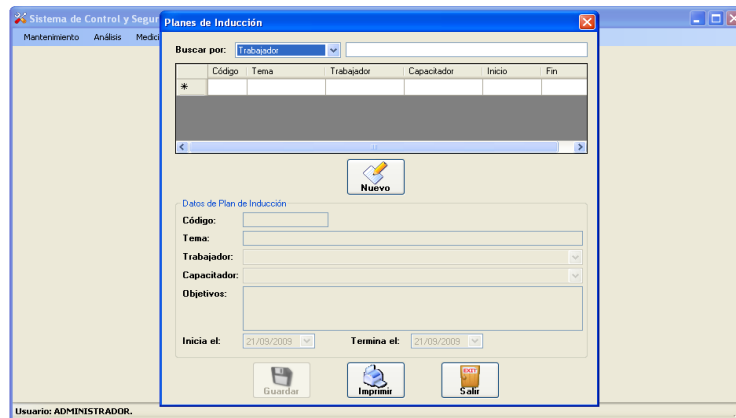 Sistema de Control y Segur
Planes de Inducción
Mantenimiento Análisis Medici
Buscar por: Trabajador
Código Tema Trabajador Capacitador Inicio Fin
Nuevo
Datos de Plan de Inducción
Código:
Tema:
Trabajador:
Capacitador:
Objetivos:
Inicia el: 21/09/2009 Termina el: 21/09/2009
Guardar Imprimir Salir
EXIT
Usuario: ADMINISTRADOR.